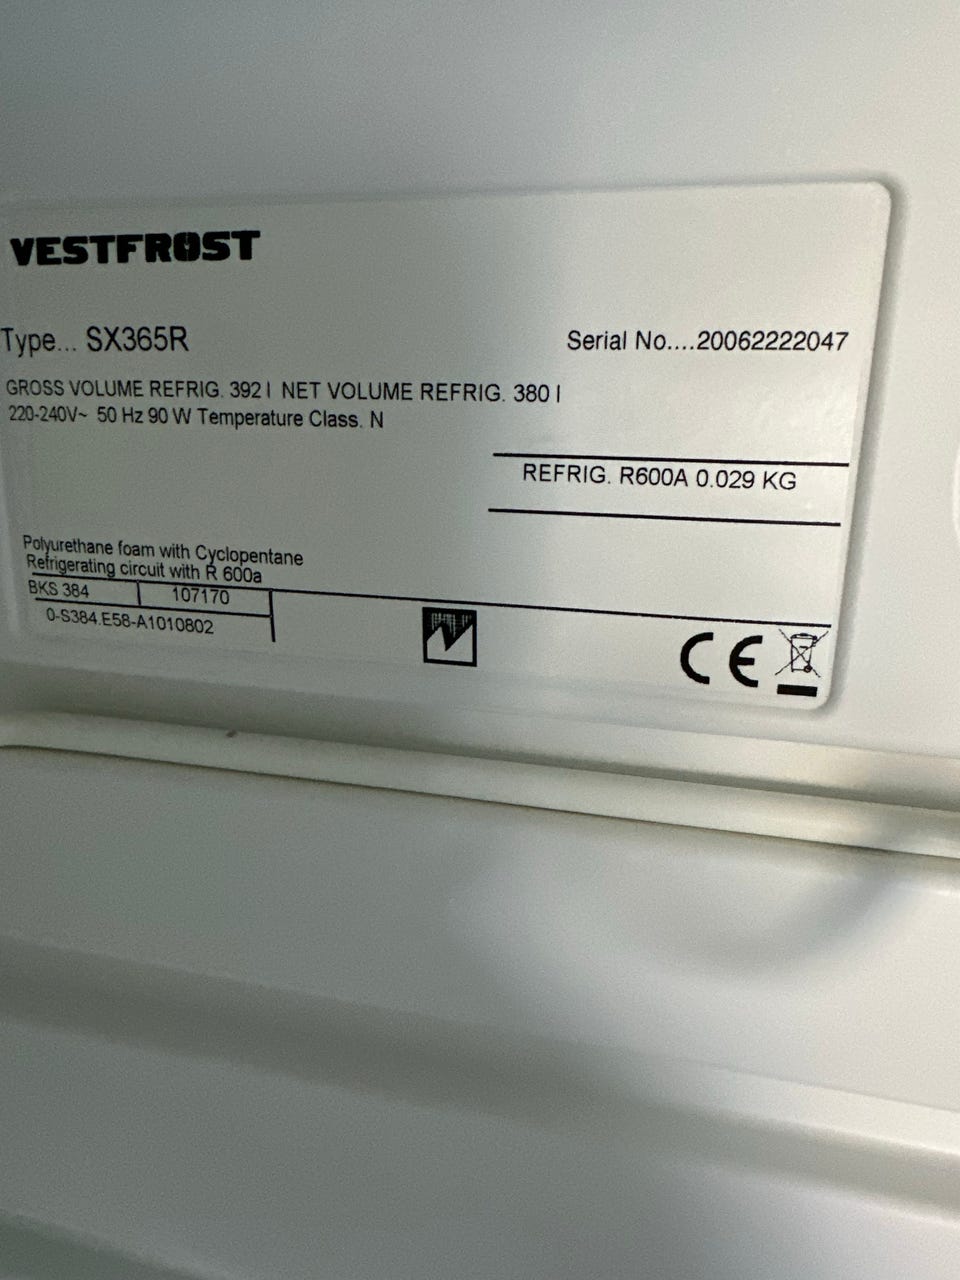 VESTFROST
Type... SX365R
Serial No....20062222047
GROSS VOLUME REFRIG. 392 l NET VOLUME REFRIG. 380 l
220-240V~ 50 Hz 90 W Temperature Class. N
REFRIG. R600A 0.029 KG
Polyurethane foam with Cyclopentane
Refrigerating circuit with R 600a
BKS 384 107170
0-S384.E58-A1010802
CE